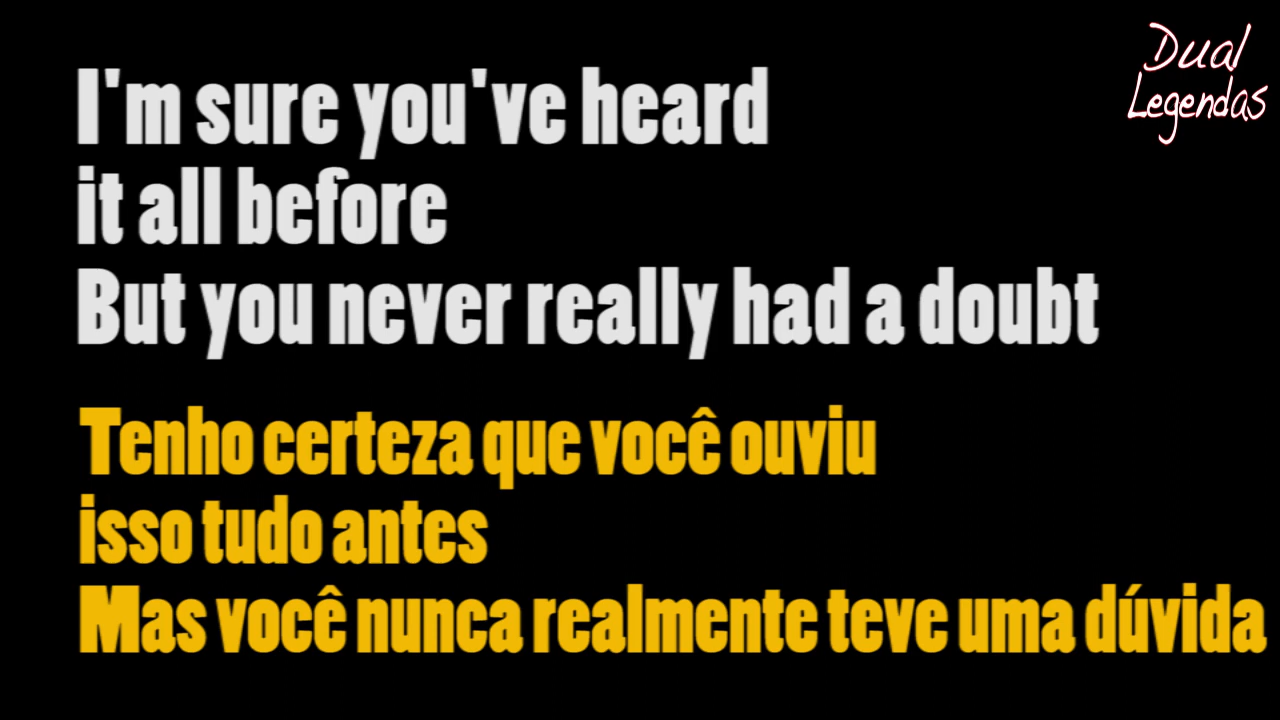 Dual
Legendas
I'm sure you've heard
it all before
But you never really had a doubt
Tenho certeza que você ouviu
isso tudo antes
Mas você nunca realmente teve uma dúvida